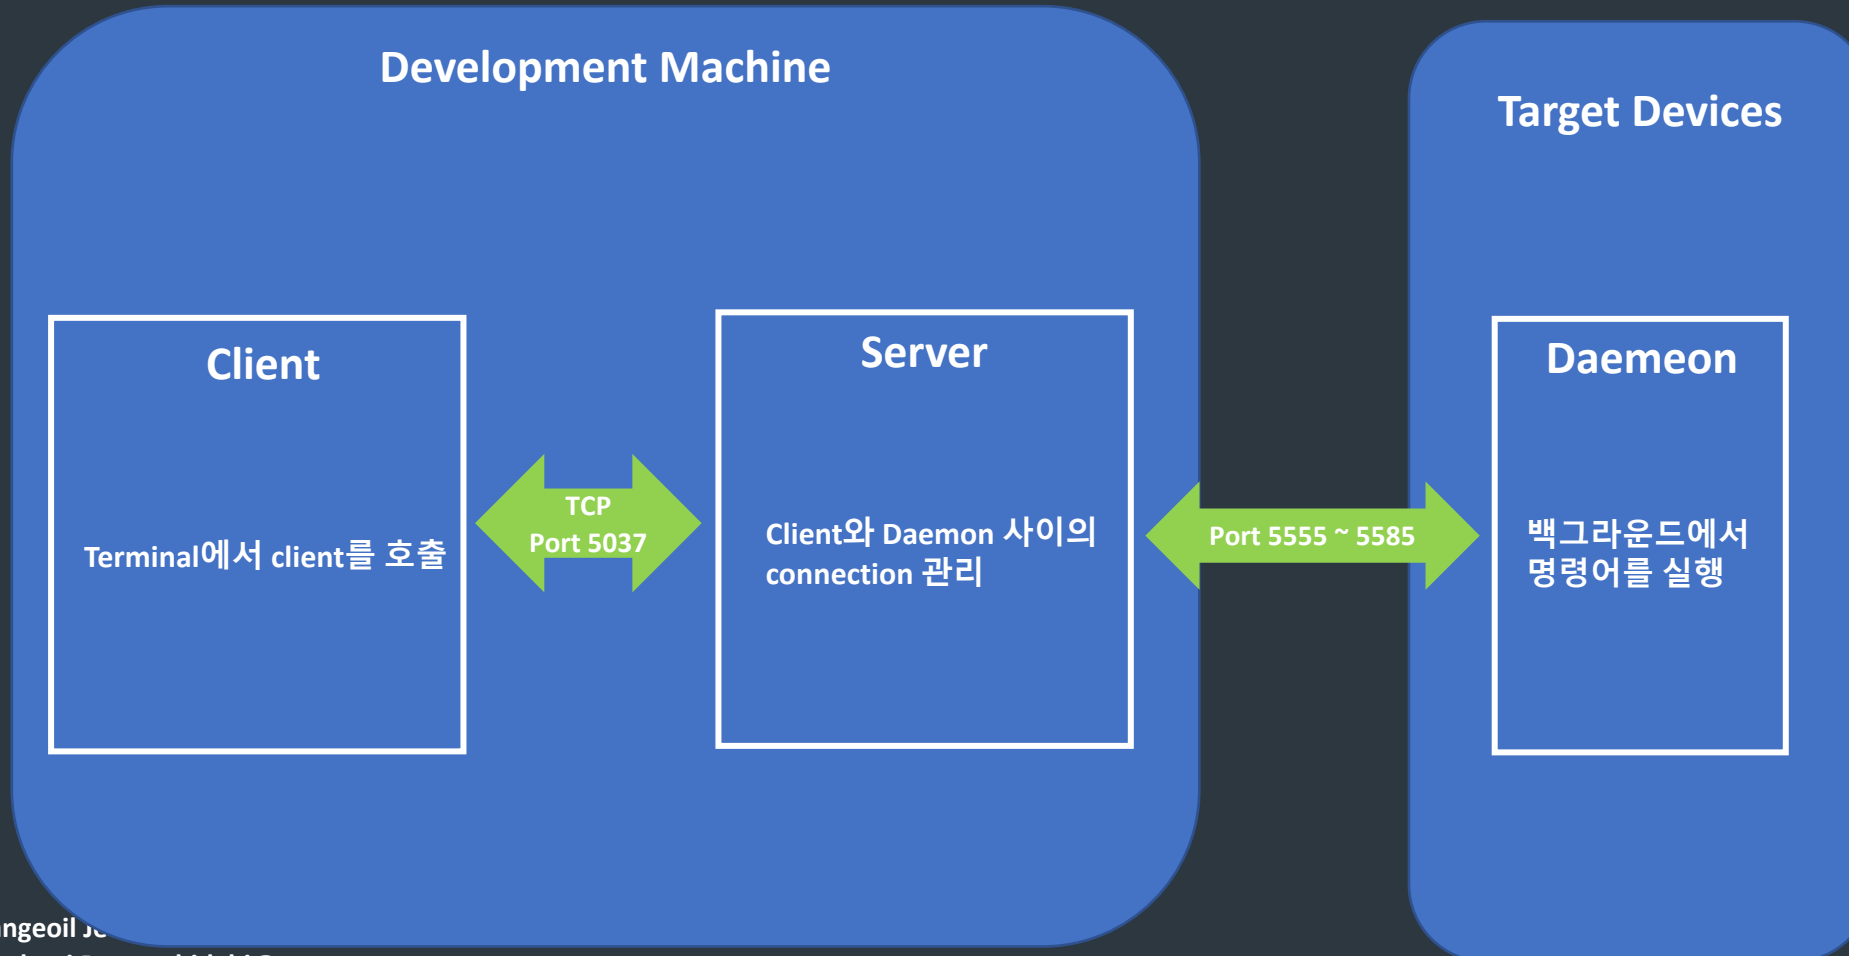 Development Machine
Target Devices
Client
Terminal에서 client를 호출
TCP
Port 5037
Server
Client와 Daemon 사이의
connection 관리
Port 5555 ~ 5585
Daemeon
백그라운드에서
명령어를 실행